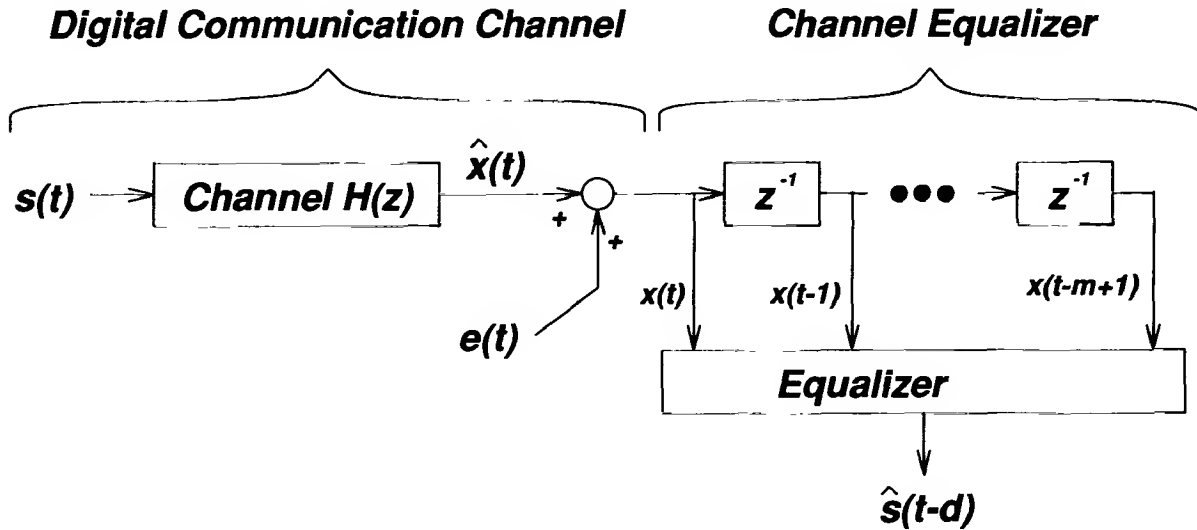 Digital Communication Channel
Channel Equalizer
s(t)
Channel H(z)
x̂(t)
+
+
e(t)
z⁻¹
•••
z⁻¹
x(t)
x(t-1)
x(t-m+1)
Equalizer
ŝ(t-d)